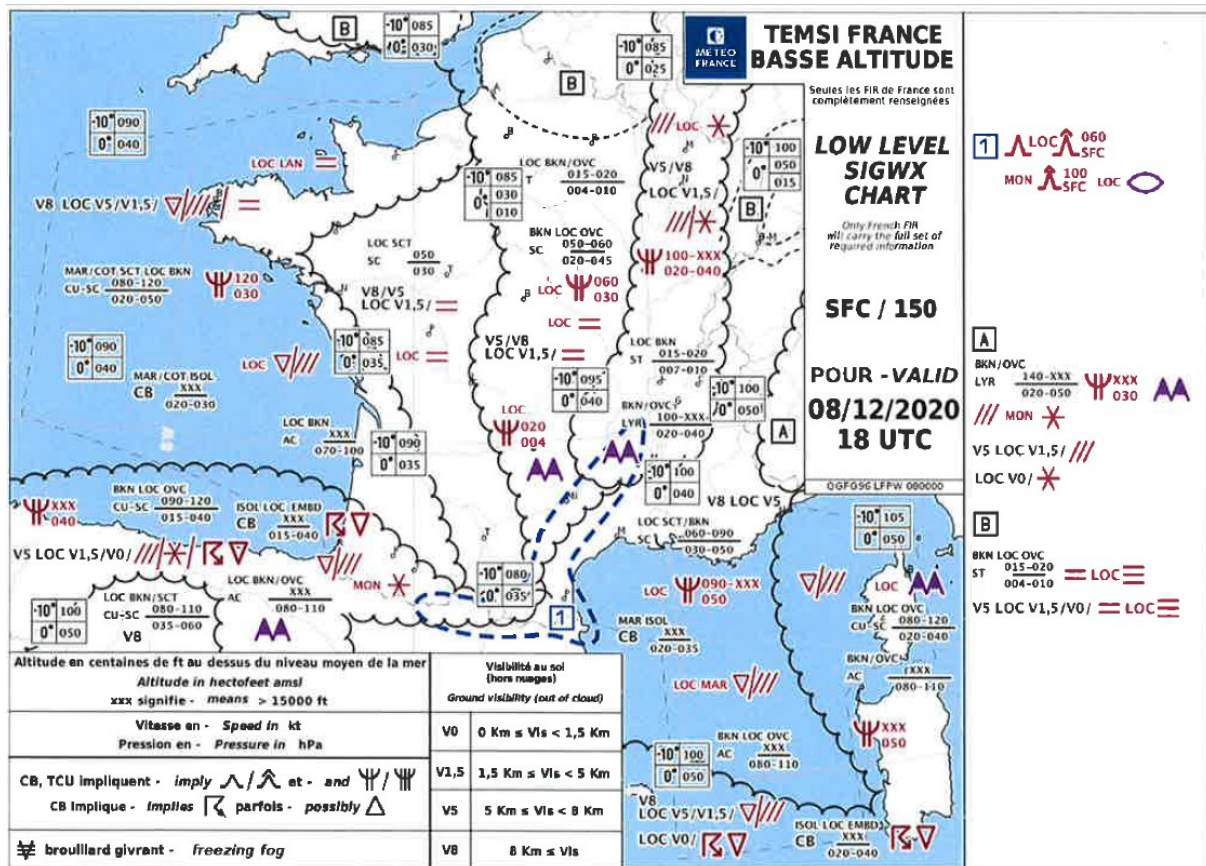 B
-10° 085
0° 030
-10° 085
0° 025
METEO
FRANCE
TEMSI FRANCE
BASSE ALTITUDE
Seules les FIR de France sont
complètement renseignées
LOW LEVEL
SIGWX
CHART
Only French FIR
will carry the full set of
required information
SFC / 150
POUR - VALID
08/12/2020
18 UTC
QGFG96 LFPW 080000
1 LOC 060
SFC
MON 100
SFC LOC
A
BKN/OVC
LYR 140-XXX
020-050
XXX
030
MON
V5 LOC V1,5/
LOC V0/
B
BKN LOC OVC
ST 015-020
004-010
LOC
V5 LOC V1,5/V0/ LOC
B
-10° 090
0° 040
LOC LAN
V8 LOC V5/V1,5/
-10° 085
0° 030
010
LOC BKN/OVC
T 015-020
004-010
LOC
V5/V8
LOC V1,5/
-10° 100
0° 050
015
B
MAR/COT SCT LOC BKN
CU-SC 080-120
020-050
120
030
LOC SCT
SC 050
030
V8/V5
LOC V1,5/
BKN LOC OVC
SC 050-060
020-045
LOC 060
030
LOC
V5/V8
LOC V1,5/
100-XXX
020-040
-10° 090
0° 040
LOC
-10° 085
0° 035
LOC
MAR/COT ISOL
CB XXX
020-030
LOC BKN
ST 015-020
007-010
-10° 095
0° 040
-10° 100
0° 050
A
BKN/OVC
LYR 100-XXX
020-040
LOC BKN
AC XXX
070-100
-10° 090
0° 035
LOC
020
004
-10° 100
0° 040
V8 LOC V5
XXX
040
BKN LOC OVC
CU-SC 090-120
015-040
ISOL LOC EMBD
CB XXX
015-040
V5 LOC V1,5/V0/
MON
LOC SCT/BKN
SC 060-090
030-050
-10° 105
0° 050
-10° 080
0° 035
LOC 090-XXX
050
LOC
-10° 100
0° 050
LOC BKN/SCT
CU-SC 080-110
035-060
V8
LOC BKN/OVC
AC XXX
080-110
1
MAR ISOL
CB XXX
020-035
BKN LOC OVC
CU-SC 080-120
020-040
BKN/OVC
AC XXX
080-110
LOC MAR
XXX
050
-10° 100
0° 050
BKN LOC OVC
AC XXX
080-110
V8
LOC V5/V1,5/
LOC V0/
ISOL LOC EMBD
CB XXX
020-040
Altitude en centaines de ft au dessus du niveau moyen de la mer
Altitude in hectofeet amsl
xxx signifie - means > 15000 ft
Vitesse en - Speed in kt
Pression en - Pressure in hPa
CB, TCU impliquent - imply / et - and /
CB implique - implies parfois - possibly
brouillard givrant - freezing fog
Visibilité au sol
(hors nuages)
Ground visibility (out of cloud)
V0 0 Km ≤ Vis < 1,5 Km
V1,5 1,5 Km ≤ Vis < 5 Km
V5 5 Km ≤ Vis < 8 Km
V8 8 Km ≤ Vis